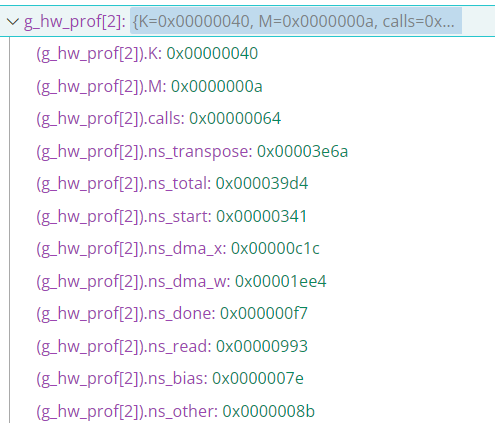 g_hw_prof[2]: {K=0x00000040, M=0x0000000a, calls=0x...
(g_hw_prof[2]).K: 0x00000040
(g_hw_prof[2]).M: 0x0000000a
(g_hw_prof[2]).calls: 0x00000064
(g_hw_prof[2]).ns_transpose: 0x00003e6a
(g_hw_prof[2]).ns_total: 0x000039d4
(g_hw_prof[2]).ns_start: 0x00000341
(g_hw_prof[2]).ns_dma_x: 0x00000c1c
(g_hw_prof[2]).ns_dma_w: 0x00001ee4
(g_hw_prof[2]).ns_done: 0x000000f7
(g_hw_prof[2]).ns_read: 0x00000993
(g_hw_prof[2]).ns_bias: 0x0000007e
(g_hw_prof[2]).ns_other: 0x0000008b